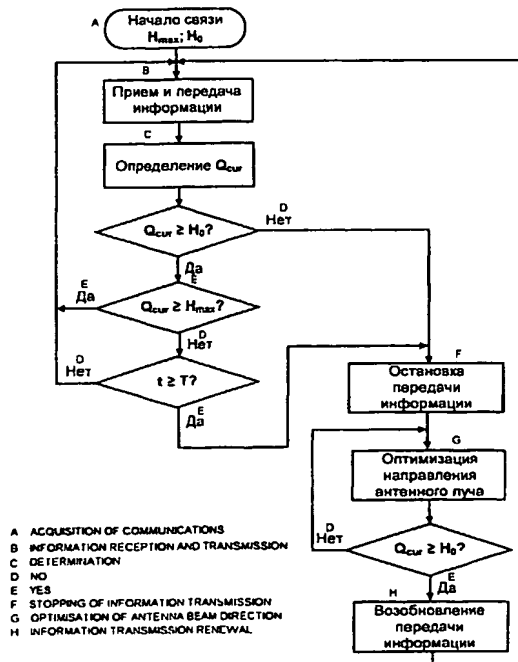 A
Начало связи
Hmax; H0
B
Прием и передача
информации
C
Определение Qcur
Qcur ≥ H0?
D
Нет
Да
E
E
Да
Qcur ≥ Hmax?
D
Нет
D
Нет
t ≥ T?
E
Да
F
Остановка
передачи
информации
G
Оптимизация
направления
антенного луча
D
Нет
Qcur ≥ H0?
E
Да
H
Возобновление
передачи
информации
A ACQUISITION OF COMMUNICATIONS
B INFORMATION RECEPTION AND TRANSMISSION
C DETERMINATION
D NO
E YES
F STOPPING OF INFORMATION TRANSMISSION
G OPTIMISATION OF ANTENNA BEAM DIRECTION
H INFORMATION TRANSMISSION RENEWAL